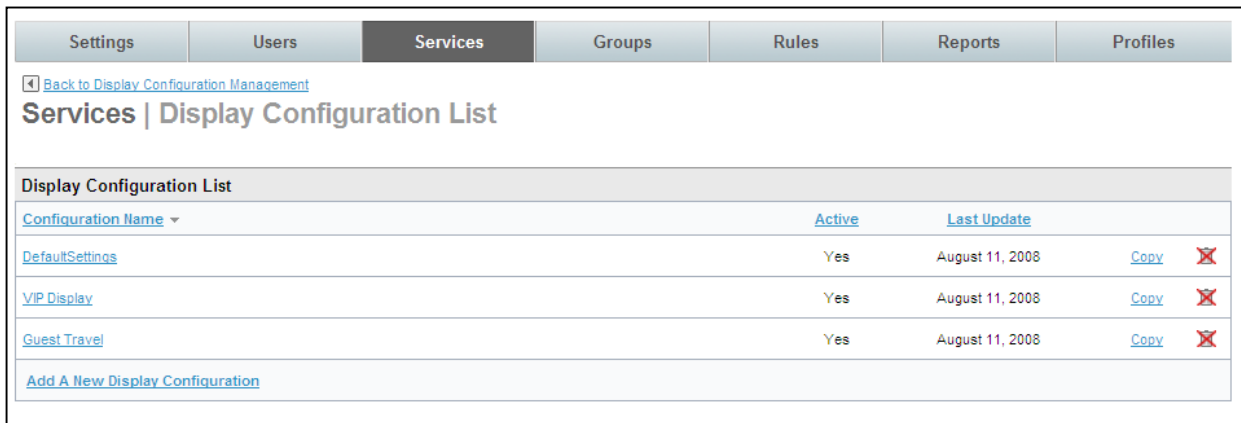 Settings Users Services Groups Rules Reports Profiles
Back to Display Configuration Management
Services | Display Configuration List
Display Configuration List
Configuration Name Active Last Update
DefaultSettings Yes August 11, 2008 Copy
VIP Display Yes August 11, 2008 Copy
Guest Travel Yes August 11, 2008 Copy
Add A New Display Configuration